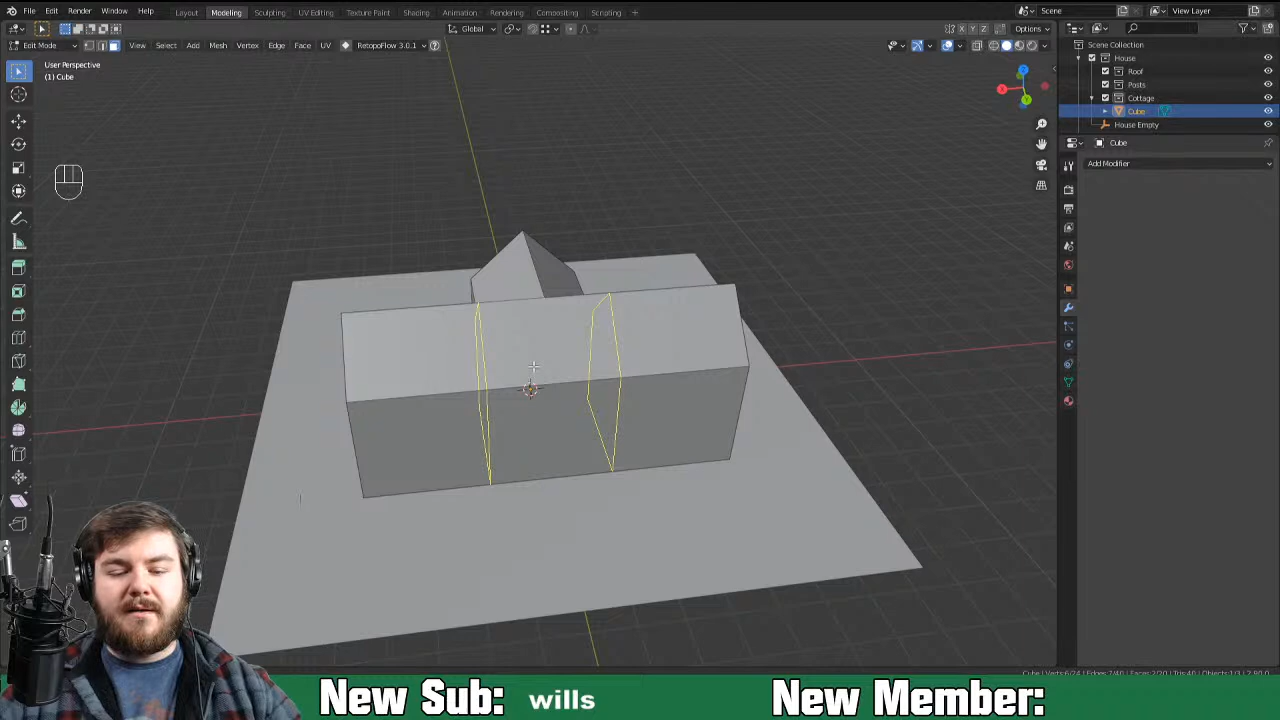 File Edit Render Window Help Layout Modeling Sculpting UV Editing Texture Paint Shading Animation Rendering Compositing Scripting + Scene View Layer
Global Options
Edit Mode View Select Add Mesh Vertex Edge Face UV RetopoFlow 3.0.1
User Perspective
(1) Cube
Scene Collection
House
Roof
Posts
Cottage
Cube
House Empty
Cube
Add Modifier
X
Y
Z
New Sub: wills New Member: